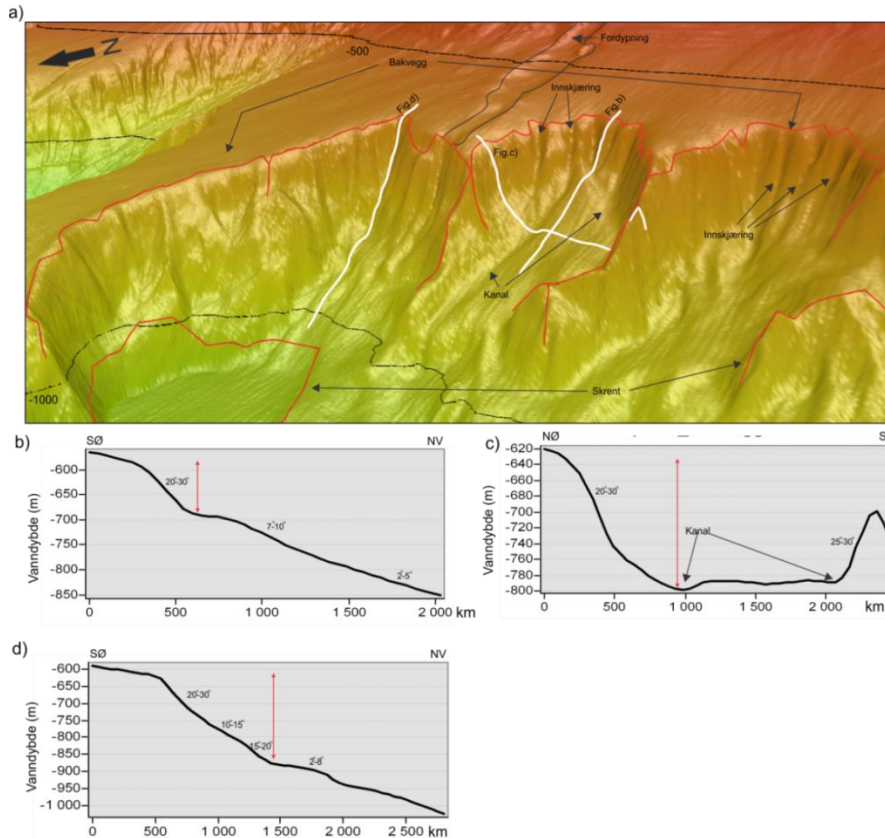 a)
N
-500
Fordypning
Bakvegg
Innskjæring
Fig.d)
Fig.b)
Fig.c)
Innskjæring
Kanal
Skrent
-1000
b)
SØ
NV
Vanndybde (m)
-600
-650
-700
-750
-800
-850
20°-30°
7°-10°
2°-5°
0
500
1 000
1 500
2 000
km
c)
NØ
S
Vanndybde (m)
-620
-640
-660
-680
-700
-720
-740
-760
-780
-800
20°-30°
Kanal
25°-30°
0
500
1 000
1 500
2 000
km
d)
SØ
NV
Vanndybde (m)
-600
-650
-700
-750
-800
-850
-900
-950
-1 000
20°-30°
10°-15°
15°-20°
2°-8°
0
500
1 000
1 500
2 000
2 500
km